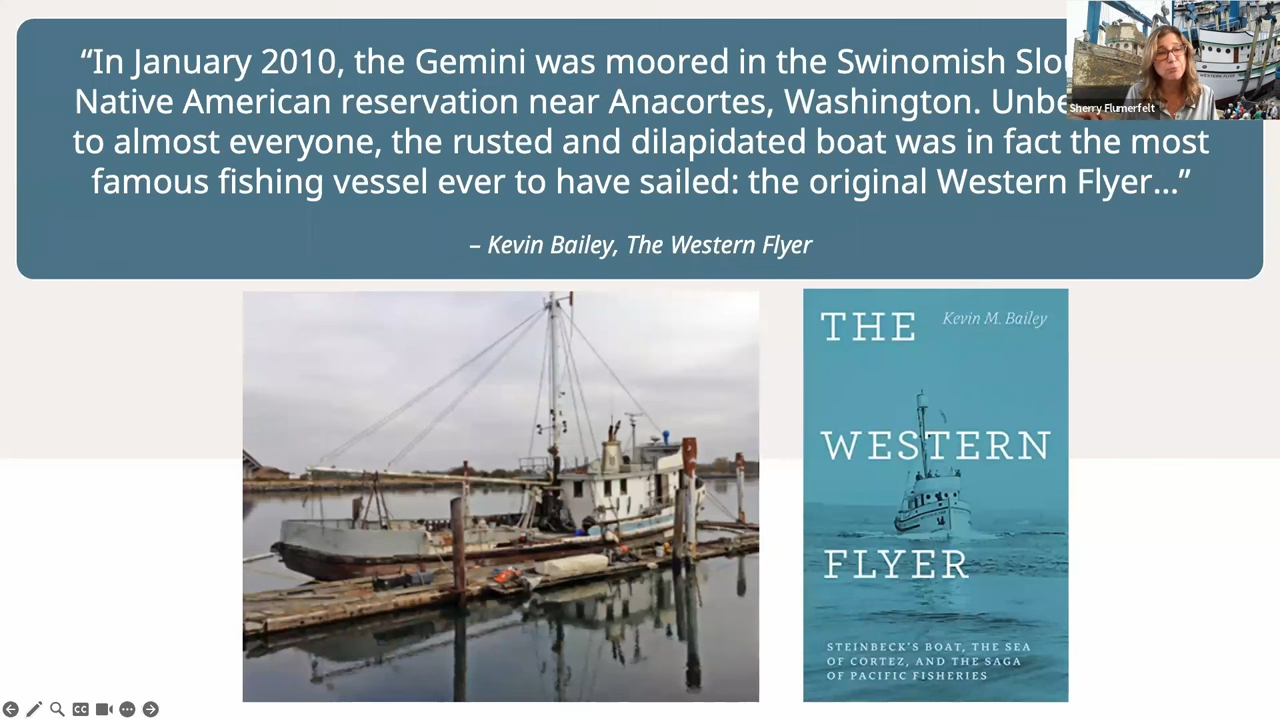 “In January 2010, the Gemini was moored in the Swinomish
Native American reservation near Anacortes, Washington.
to almost everyone, the rusted and dilapidated boat was in fact the most
famous fishing vessel ever to have sailed: the original Western Flyer…”
– Kevin Bailey, The Western Flyer
Sherry Flumerfelt
WESTERN FLYER
THE
Kevin M. Bailey
WESTERN
FLYER
STEINBECK'S BOAT, THE SEA
OF CORTEZ, AND THE SAGA
OF PACIFIC FISHERIES
CC